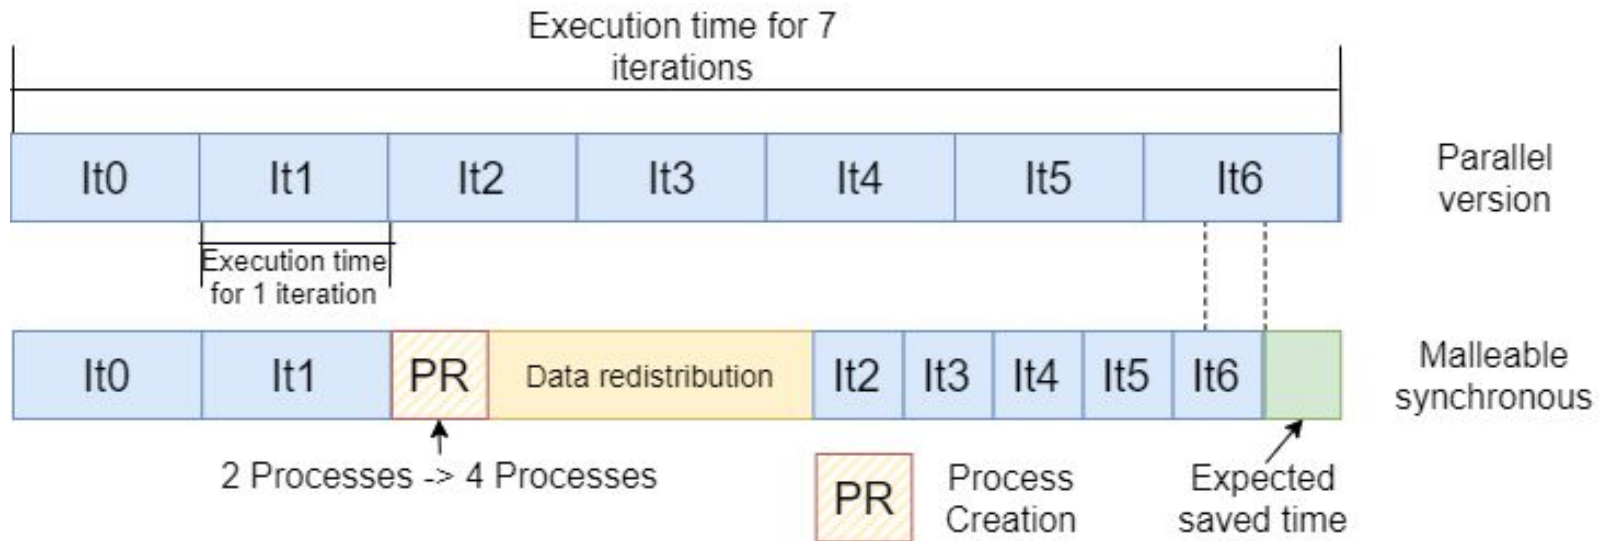 Execution time for 7
iterations
It0 It1 It2 It3 It4 It5 It6
Parallel
version
Execution time
for 1 iteration
It0 It1 PR Data redistribution It2 It3 It4 It5 It6
Malleable
synchronous
2 Processes -> 4 Processes
PR
Process
Creation
Expected
saved time